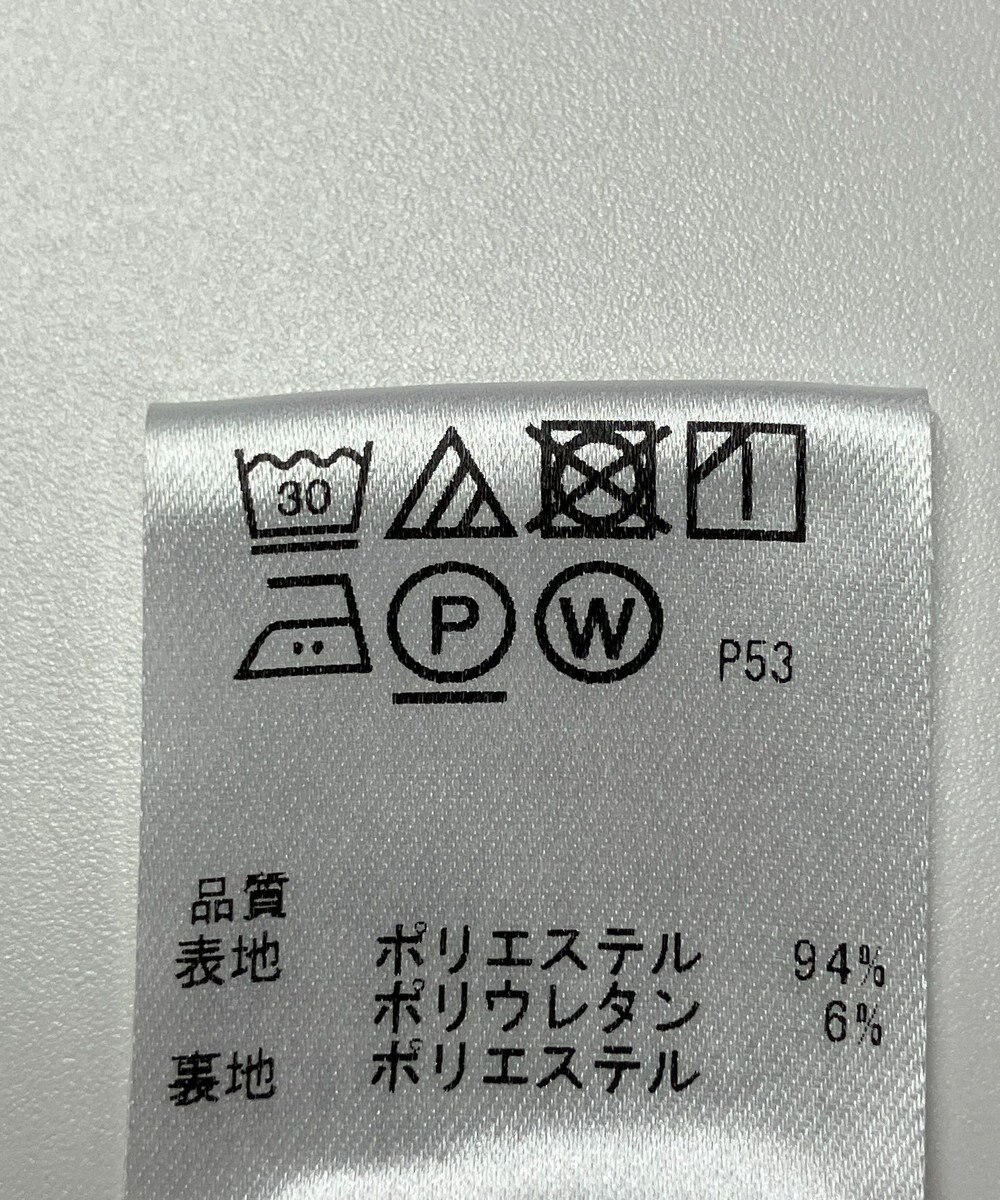 30
P W P53
品質
表地 ポリエステル 94%
ポリウレタン 6%
裏地 ポリエステル